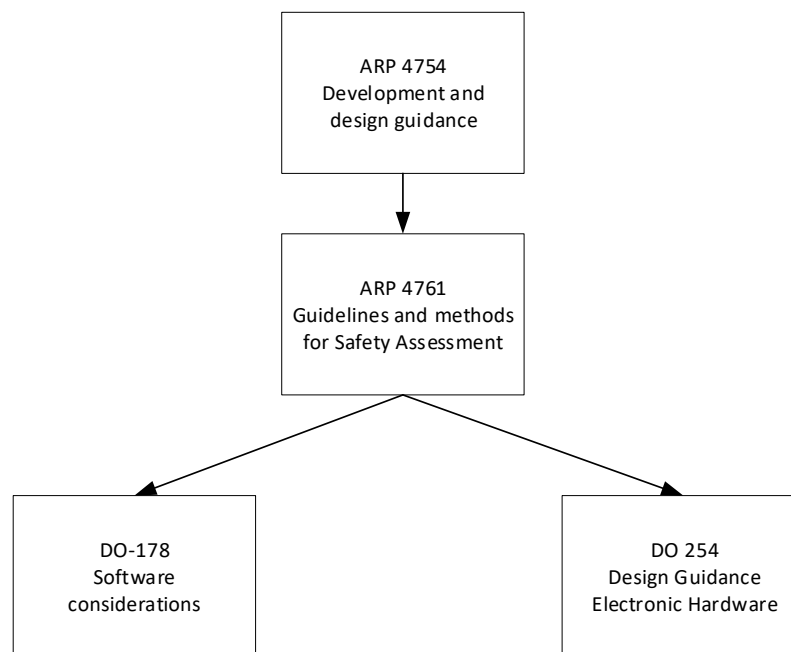 ARP 4754
Development and
design guidance
ARP 4761
Guidelines and methods
for Safety Assessment
DO-178
Software
considerations
DO 254
Design Guidance
Electronic Hardware